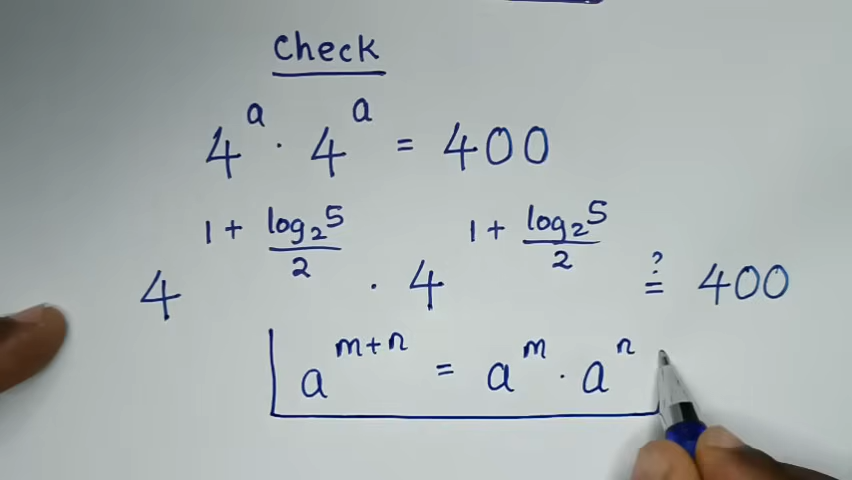 Check
4^a · 4^a = 400
4^(1 + log₂5/2) · 4^(1 + log₂5/2) ≟ 400
a^(m+n) = a^m · a^n